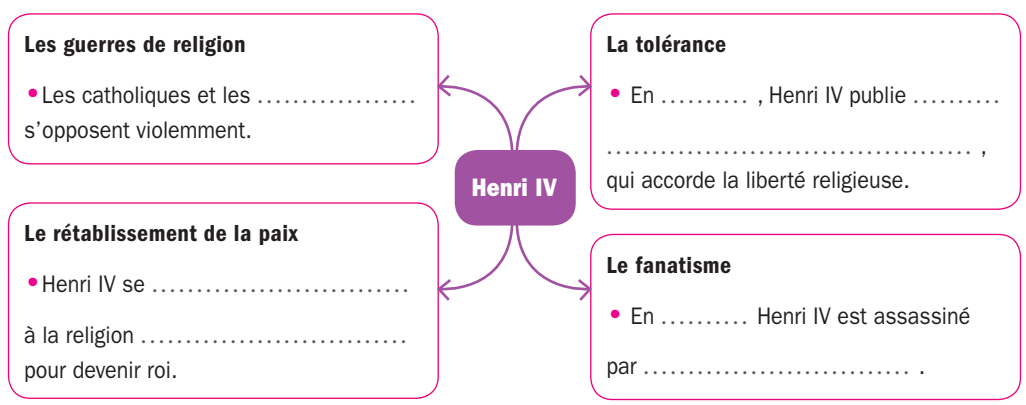 Les guerres de religion
• Les catholiques et les ..................
s'opposent violemment.
La tolérance
• En .......... , Henri IV publie ..........
......................................... ,
qui accorde la liberté religieuse.
Henri IV
Le rétablissement de la paix
• Henri IV se .............................
à la religion ..............................
pour devenir roi.
Le fanatisme
• En .......... Henri IV est assassiné
par .............................. .